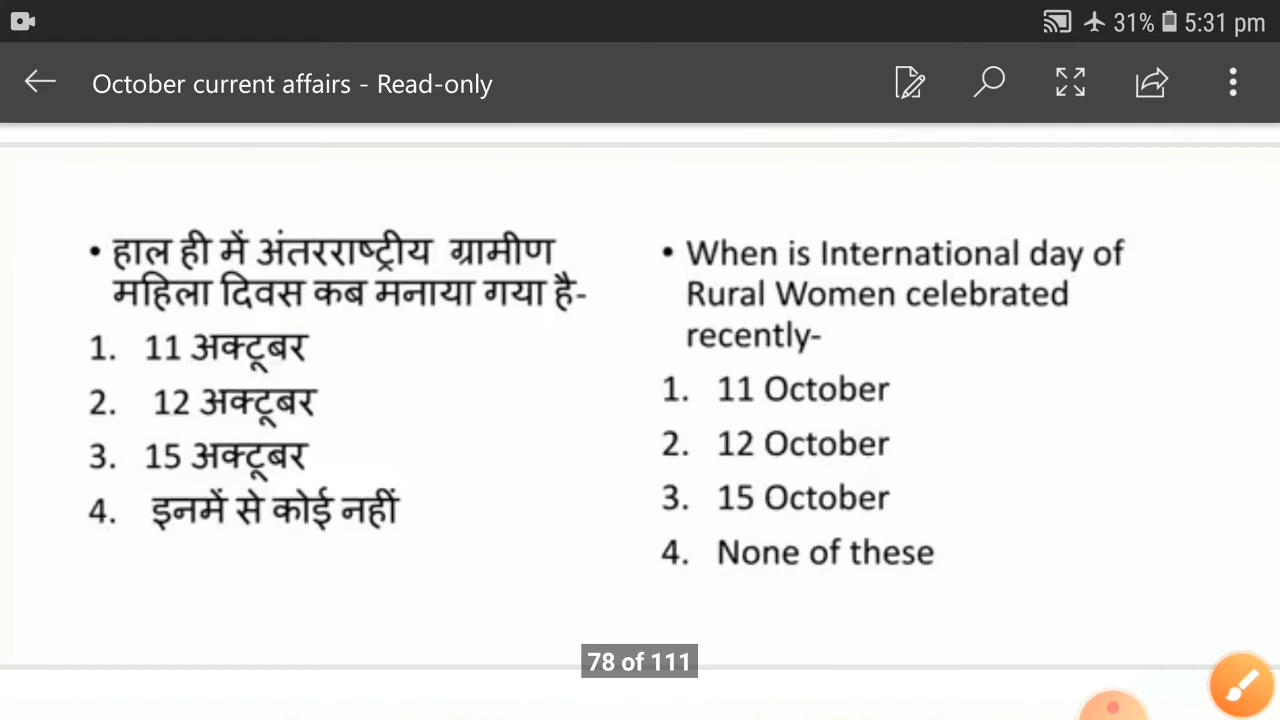 31% 5:31 pm
October current affairs - Read-only
• हाल ही में अंतरराष्ट्रीय ग्रामीण
महिला दिवस कब मनाया गया है-
1. 11 अक्टूबर
2. 12 अक्टूबर
3. 15 अक्टूबर
4. इनमें से कोई नहीं
• When is International day of
Rural Women celebrated
recently-
1. 11 October
2. 12 October
3. 15 October
4. None of these
78 of 111